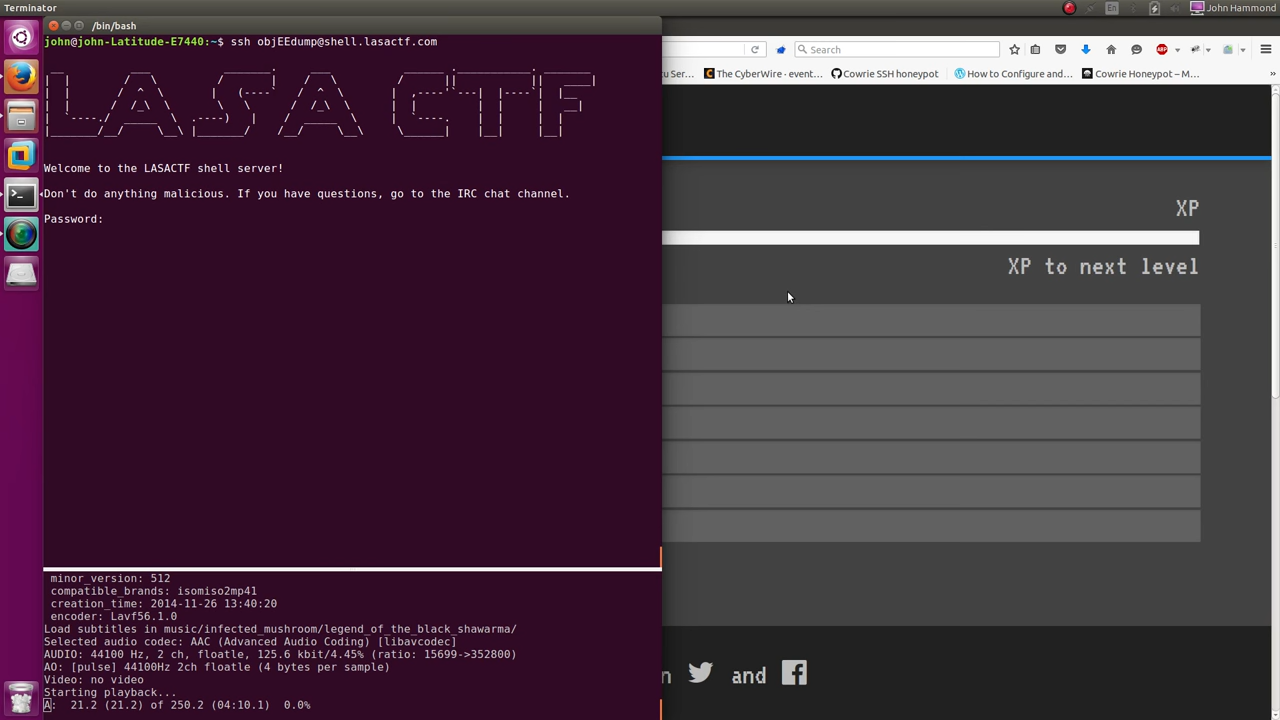 Terminator
En
John Hammond
/bin/bash
john@john-Latitude-E7440:~$ ssh objEEdump@shell.lasactf.com
LASA CTF
Welcome to the LASACTF shell server!
Don't do anything malicious. If you have questions, go to the IRC chat channel.
Password:
minor_version: 512
compatible_brands: isomiso2mp41
creation_time: 2014-11-26 13:40:20
encoder: Lavf56.1.0
Load subtitles in music/infected_mushroom/legend_of_the_black_shawarma/
Selected audio codec: AAC (Advanced Audio Coding) [libavcodec]
AUDIO: 44100 Hz, 2 ch, floatle, 125.6 kbit/4.45% (ratio: 15699->352800)
AO: [pulse] 44100Hz 2ch floatle (4 bytes per sample)
Video: no video
Starting playback...
A: 21.2 (21.2) of 250.2 (04:10.1) 0.0%
Search
ABP
zu Ser…
The CyberWire - event…
Cowrie SSH honeypot
How to Configure and…
Cowrie Honeypot – M…
XP
XP to next level
n and